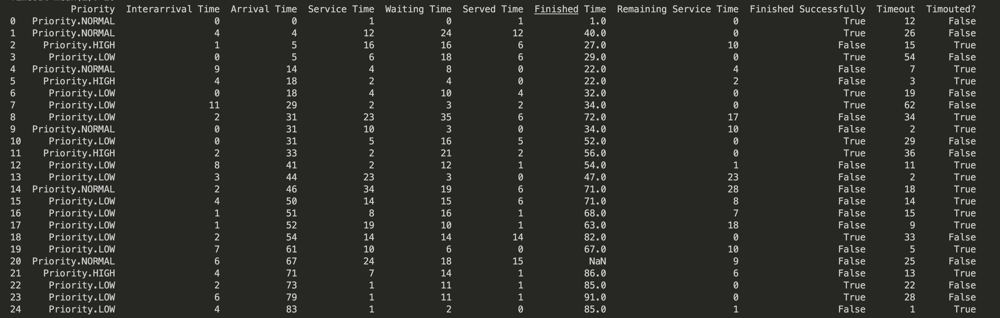 Priority Interarrival Time Arrival Time Service Time Waiting Time Served Time Finished Time Remaining Service Time Finished Successfully Timeout Timouted?
0 Priority.NORMAL 0 0 1 0 1 1.0 0 True 12 False
1 Priority.NORMAL 4 4 12 24 12 40.0 0 True 26 False
2 Priority.HIGH 1 5 16 16 6 27.0 10 False 15 True
3 Priority.LOW 0 5 6 18 6 29.0 0 True 54 False
4 Priority.NORMAL 9 14 4 8 0 22.0 4 False 7 True
5 Priority.HIGH 4 18 2 4 0 22.0 2 False 3 True
6 Priority.LOW 0 18 4 10 4 32.0 0 True 19 False
7 Priority.LOW 11 29 2 3 2 34.0 0 True 62 False
8 Priority.LOW 2 31 23 35 6 72.0 17 False 34 True
9 Priority.NORMAL 0 31 10 3 0 34.0 10 False 2 True
10 Priority.LOW 0 31 5 16 5 52.0 0 True 29 False
11 Priority.HIGH 2 33 2 21 2 56.0 0 True 36 False
12 Priority.LOW 8 41 2 12 1 54.0 1 False 11 True
13 Priority.LOW 3 44 23 3 0 47.0 23 False 2 True
14 Priority.NORMAL 2 46 34 19 6 71.0 28 False 18 True
15 Priority.LOW 4 50 14 15 6 71.0 8 False 14 True
16 Priority.LOW 1 51 8 16 1 68.0 7 False 15 True
17 Priority.LOW 1 52 19 10 1 63.0 18 False 9 True
18 Priority.LOW 2 54 14 14 14 82.0 0 True 33 False
19 Priority.LOW 7 61 10 6 0 67.0 10 False 5 True
20 Priority.NORMAL 6 67 24 18 15 NaN 9 False 25 False
21 Priority.HIGH 4 71 7 14 1 86.0 6 False 13 True
22 Priority.LOW 2 73 1 11 1 85.0 0 True 22 False
23 Priority.LOW 6 79 1 11 1 91.0 0 True 28 False
24 Priority.LOW 4 83 1 2 0 85.0 1 False 1 True